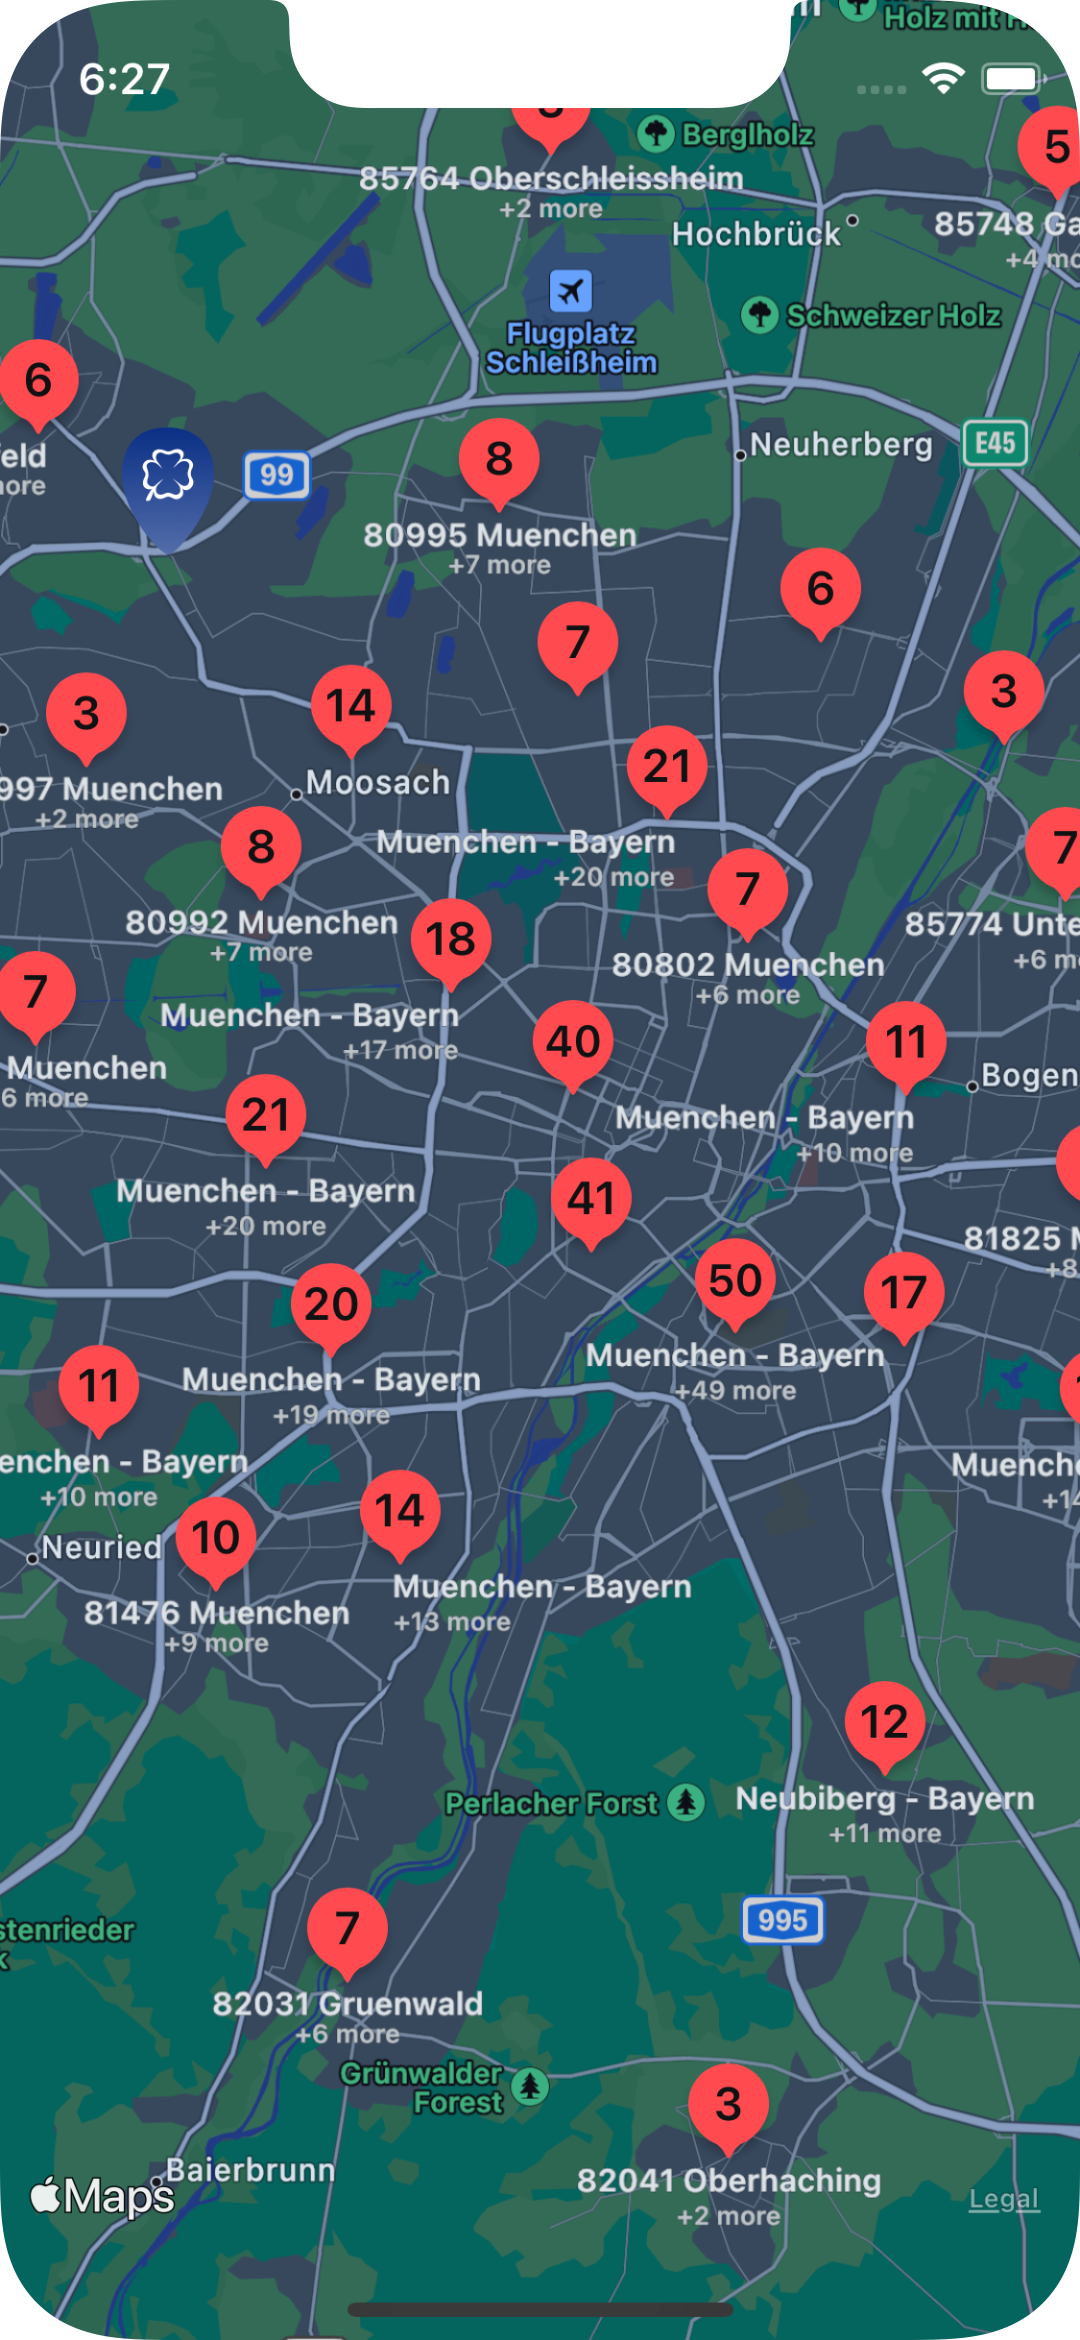 Holz mit H
6:27
Berglholz
85764 Oberschleissheim
+2 more
5
Hochbrück
85748 Ga
+4 mo
Schweizer Holz
Flugplatz
Schleißheim
6
eld
99
8
Neuherberg
E45
80995 Muenchen
+7 more
6
7
3
14
3
997 Muenchen
+2 more
Moosach
21
Muenchen - Bayern
+20 more
8
7
7
80992 Muenchen
+7 more
18
85774 Unte
+6 m
80802 Muenchen
+6 more
7
Muenchen - Bayern
+17 more
40
11
Muenchen
6 more
Bogen
21
Muenchen - Bayern
+10 more
Muenchen - Bayern
+20 more
41
81825 M
+8
50
17
20
Muenchen - Bayern
+49 more
11
Muenchen - Bayern
+19 more
enchen - Bayern
+10 more
Muenche
+14
14
10
Neuried
Muenchen - Bayern
+13 more
81476 Muenchen
+9 more
12
Perlacher Forst
Neubiberg - Bayern
+11 more
stenrieder
k
7
995
82031 Gruenwald
+6 more
Grünwalder
Forest
3
Baierbrunn
82041 Oberhaching
+2 more
Maps
Legal